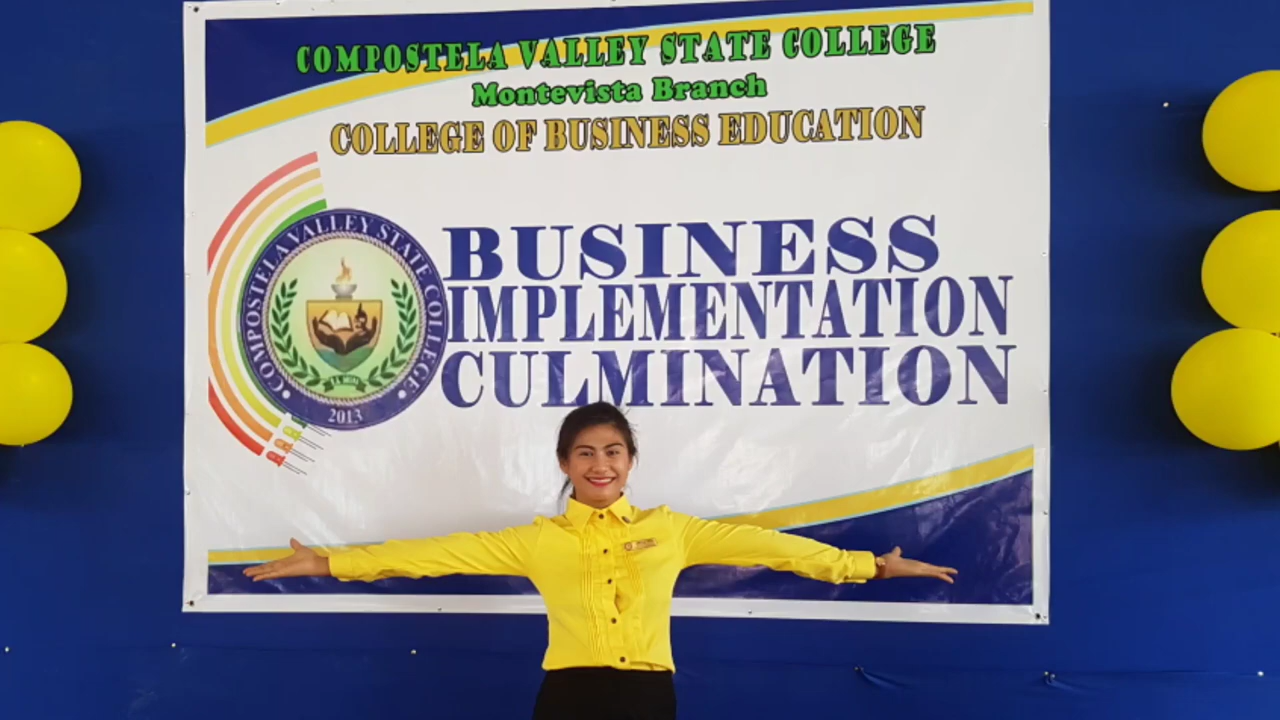 COMPOSTELA VALLEY STATE COLLEGE
Montevista Branch
COLLEGE OF BUSINESS EDUCATION
BUSINESS
IMPLEMENTATION
CULMINATION
COMPOSTELA VALLEY STATE COLLEGE
2013